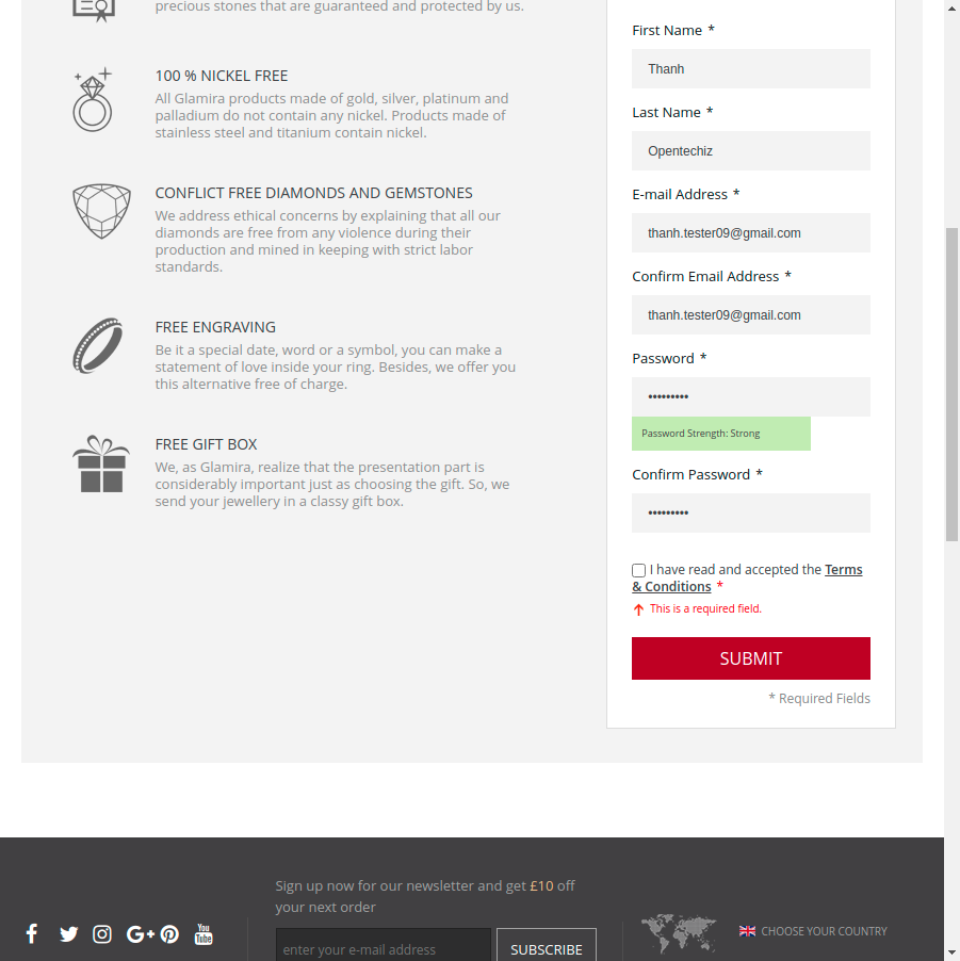 precious stones that are guaranteed and protected by us.
100 % NICKEL FREE
All Glamira products made of gold, silver, platinum and
palladium do not contain any nickel. Products made of
stainless steel and titanium contain nickel.
CONFLICT FREE DIAMONDS AND GEMSTONES
We address ethical concerns by explaining that all our
diamonds are free from any violence during their
production and mined in keeping with strict labor
standards.
FREE ENGRAVING
Be it a special date, word or a symbol, you can make a
statement of love inside your ring. Besides, we offer you
this alternative free of charge.
FREE GIFT BOX
We, as Glamira, realize that the presentation part is
considerably important just as choosing the gift. So, we
send your jewellery in a classy gift box.
First Name *
Thanh
Last Name *
Opentechiz
E-mail Address *
thanh.tester09@gmail.com
Confirm Email Address *
thanh.tester09@gmail.com
Password *
•••••••••
Password Strength: Strong
Confirm Password *
•••••••••
I have read and accepted the Terms
& Conditions *
This is a required field.
SUBMIT
* Required Fields
Sign up now for our newsletter and get £10 off
your next order
enter your e-mail address
SUBSCRIBE
G+
You
Tube
CHOOSE YOUR COUNTRY